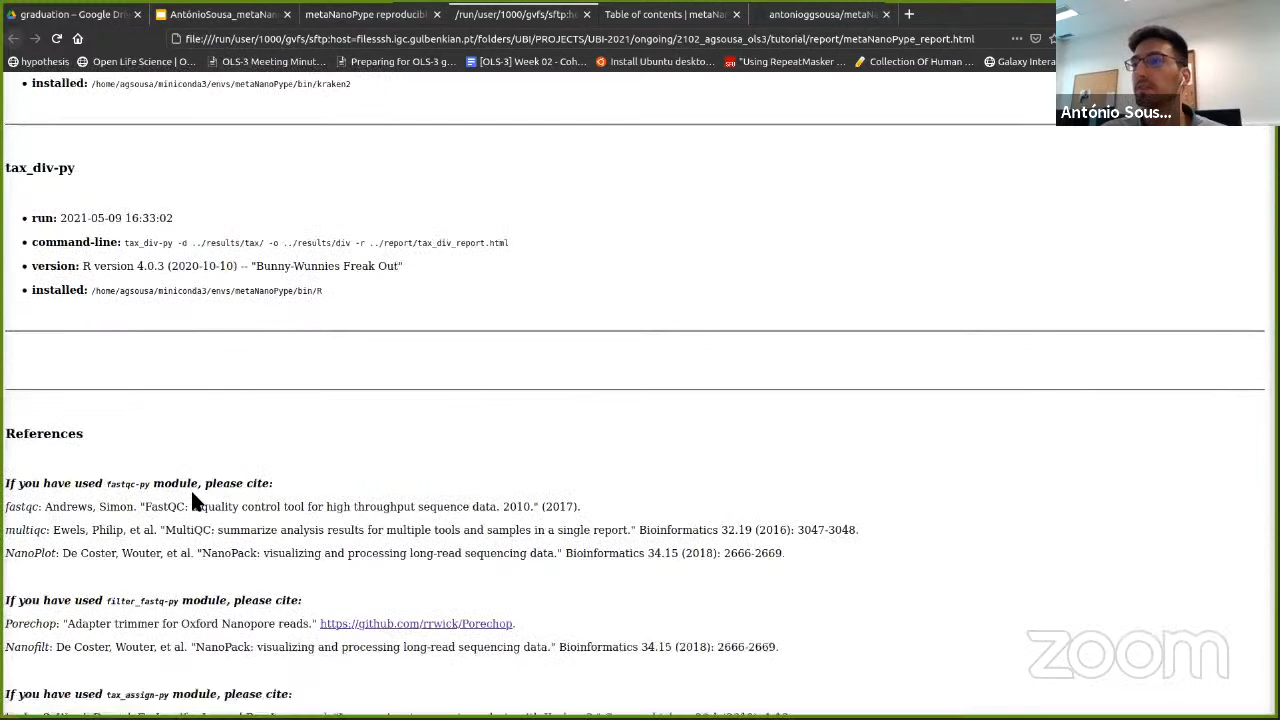 graduation – Google Dri
AntónioSousa_metaNan
metaNanoPype reproducibl
/run/user/1000/gvfs/sftp:h
Table of contents | metaN
antonioggsousa/metaN
file:///run/user/1000/gvfs/sftp:host=filesssh.igc.gulbenkian.pt/folders/UBI/PROJECTS/UBI-2021/ongoing/2102_agsousa_ols3/tutorial/report/metaNanoPype_report.html
hypothesis
Open Life Science | O...
OLS-3 Meeting Minut...
Preparing for OLS-3 g...
[OLS-3] Week 02 - Coh...
Install Ubuntu deskto...
"Using RepeatMasker ...
Collection Of Human ...
Galaxy Intera
António Sous...
• installed: /home/agsousa/miniconda3/envs/metaNanoPype/bin/kraken2
tax_div-py
• run: 2021-05-09 16:33:02
• command-line: tax_div-py -d ../results/tax/ -o ../results/div -r ../report/tax_div_report.html
• version: R version 4.0.3 (2020-10-10) -- "Bunny-Wunnies Freak Out"
• installed: /home/agsousa/miniconda3/envs/metaNanoPype/bin/R
References
If you have used fastqc-py module, please cite:
fastqc: Andrews, Simon. "FastQC: quality control tool for high throughput sequence data. 2010." (2017).
multiqc: Ewels, Philip, et al. "MultiQC: summarize analysis results for multiple tools and samples in a single report." Bioinformatics 32.19 (2016): 3047-3048.
NanoPlot: De Coster, Wouter, et al. "NanoPack: visualizing and processing long-read sequencing data." Bioinformatics 34.15 (2018): 2666-2669.
If you have used filter_fastq-py module, please cite:
Porechop: "Adapter trimmer for Oxford Nanopore reads." https://github.com/rrwick/Porechop.
Nanofilt: De Coster, Wouter, et al. "NanoPack: visualizing and processing long-read sequencing data." Bioinformatics 34.15 (2018): 2666-2669.
zoom
If you have used tax_assign-py module, please cite: